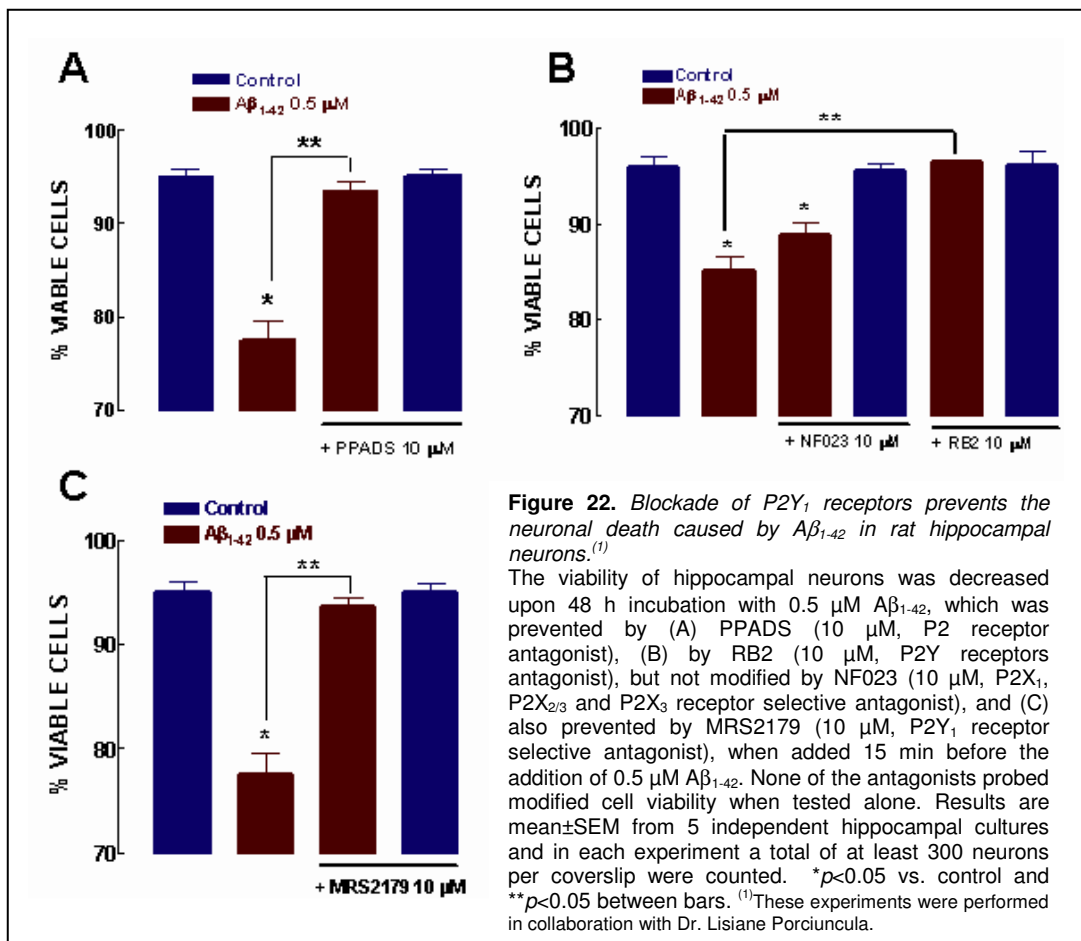 A
Control
Aβ1-42 0.5 µM
100
90
80
70
% VIABLE CELLS
*
**
+ PPADS 10 µM
B
Control
Aβ1-42 0.5 µM
100
90
80
70
% VIABLE CELLS
*
*
**
+ NF023 10 µM
+ RB2 10 µM
C
Control
Aβ1-42 0.5 µM
100
90
80
70
% VIABLE CELLS
*
**
+ MRS2179 10 µM
Figure 22. Blockade of P2Y1 receptors prevents the
neuronal death caused by Aβ1-42 in rat hippocampal
neurons.(1)
The viability of hippocampal neurons was decreased
upon 48 h incubation with 0.5 µM Aβ1-42, which was
prevented by (A) PPADS (10 µM, P2 receptor
antagonist), (B) by RB2 (10 µM, P2Y receptors
antagonist), but not modified by NF023 (10 µM, P2X1,
P2X2/3 and P2X3 receptor selective antagonist), and (C)
also prevented by MRS2179 (10 µM, P2Y1 receptor
selective antagonist), when added 15 min before the
addition of 0.5 µM Aβ1-42. None of the antagonists probed
modified cell viability when tested alone. Results are
mean±SEM from 5 independent hippocampal cultures
and in each experiment a total of at least 300 neurons
per coverslip were counted. *p<0.05 vs. control and
**p<0.05 between bars. (1)These experiments were performed
in collaboration with Dr. Lisiane Porciuncula.